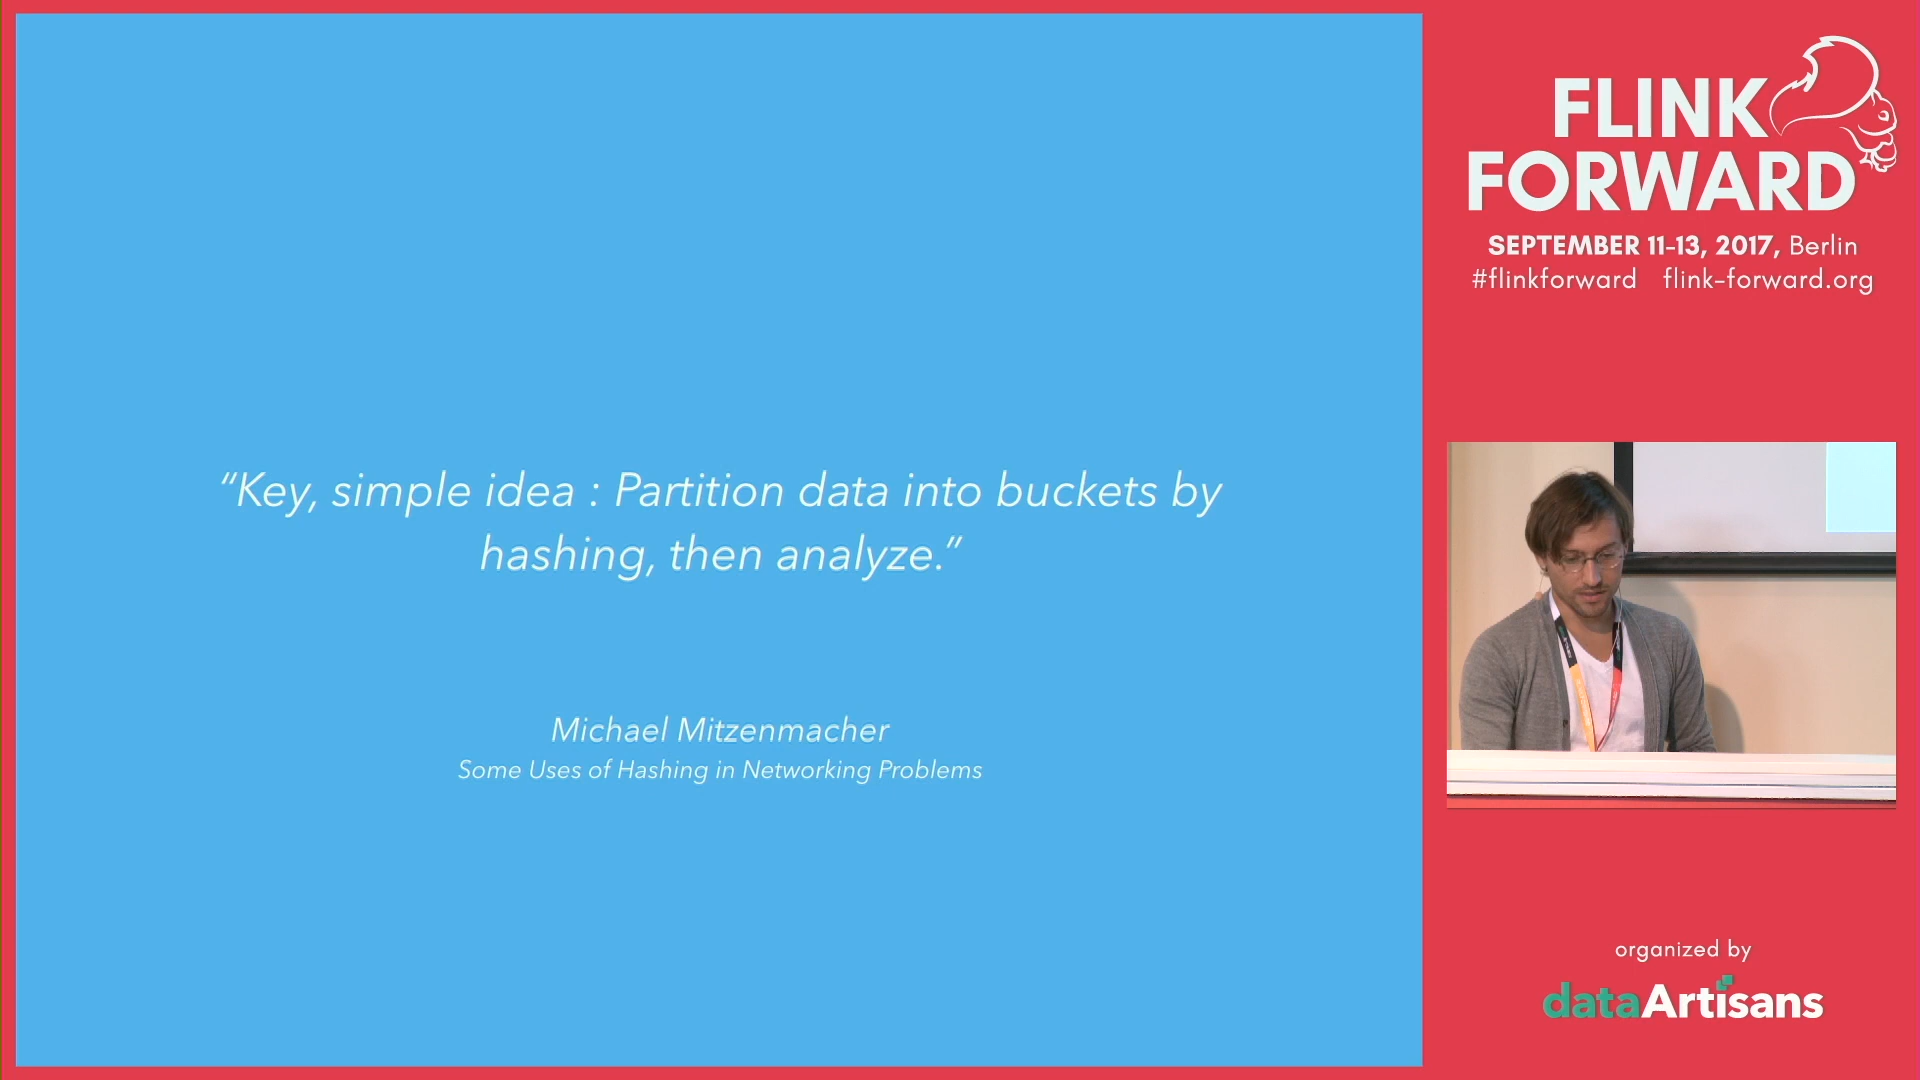 “Key, simple idea : Partition data into buckets by
hashing, then analyze.”
Michael Mitzenmacher
Some Uses of Hashing in Networking Problems
FLINK
FORWARD
SEPTEMBER 11-13, 2017, Berlin
#flinkforward flink-forward.org
organized by
dataArtisans